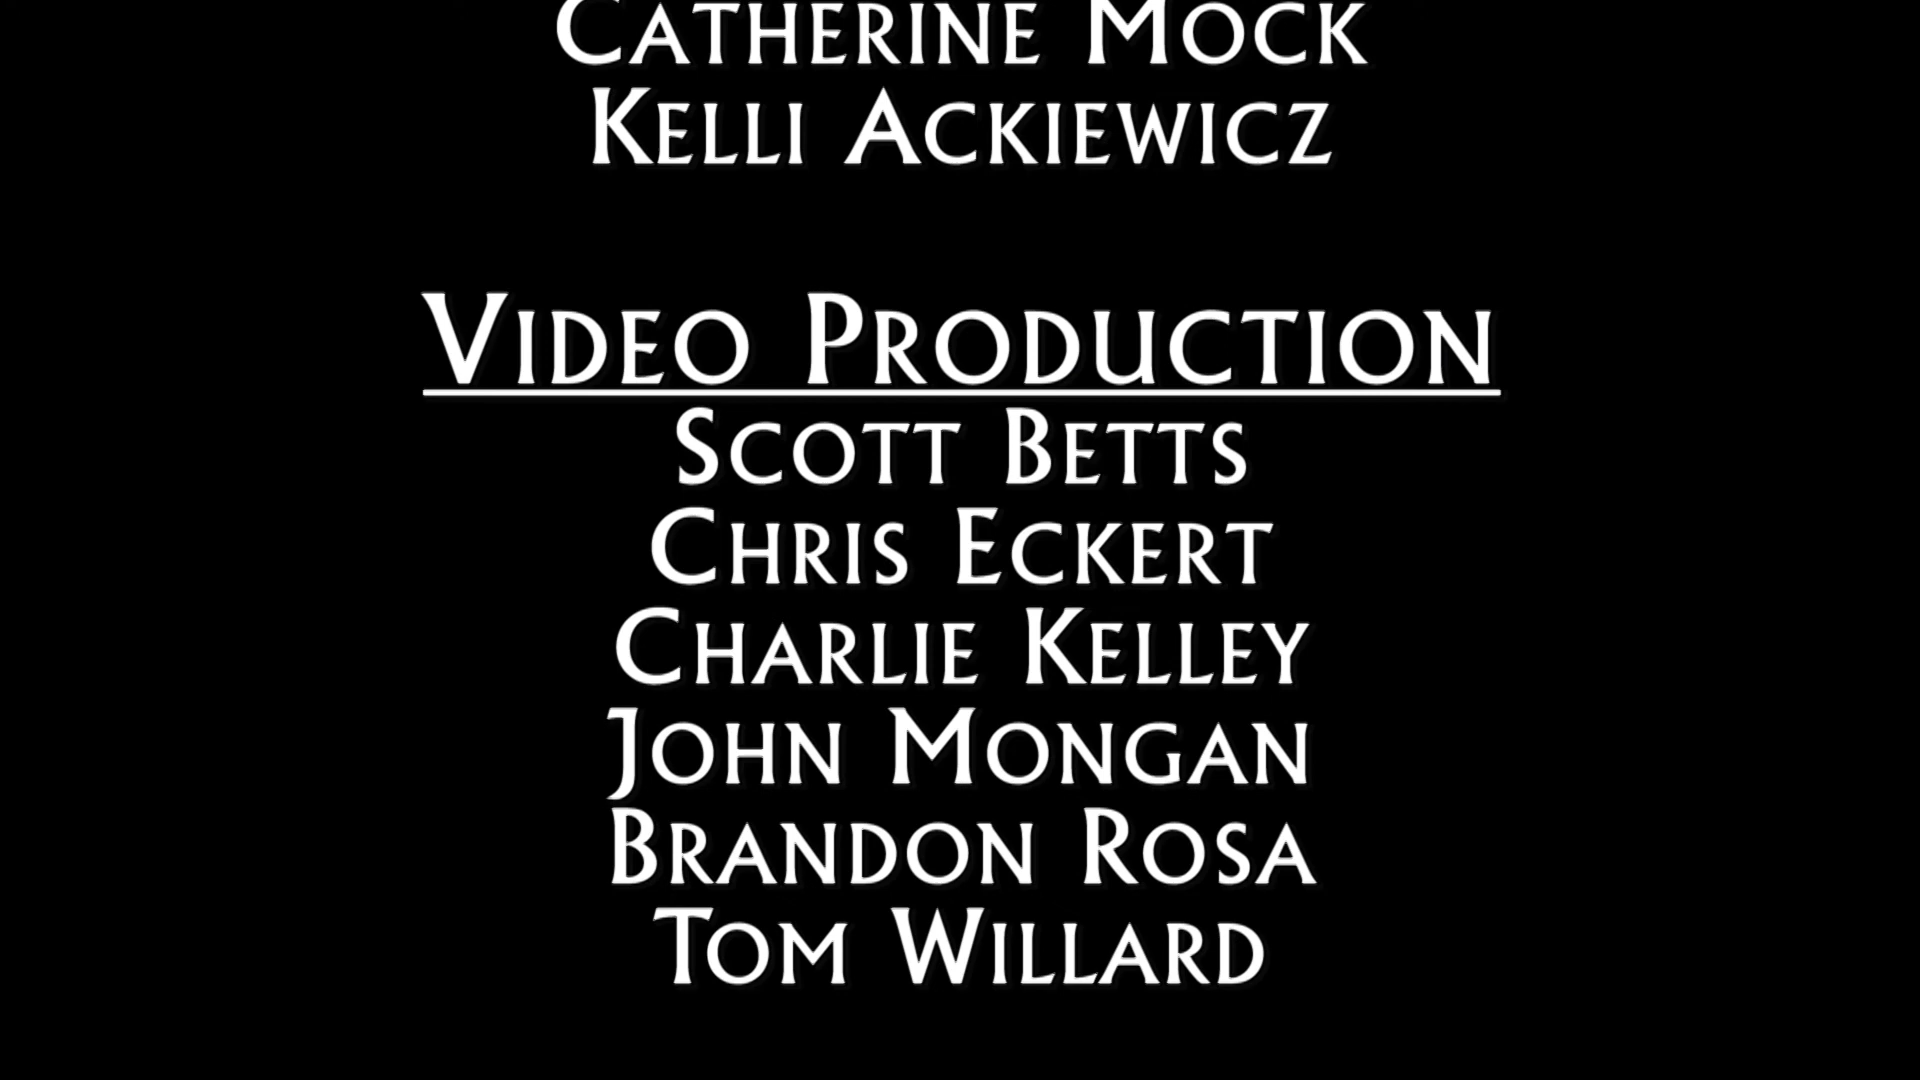 Catherine Mock
Kelli Ackiewicz
Video Production
Scott Betts
Chris Eckert
Charlie Kelley
John Mongan
Brandon Rosa
Tom Willard